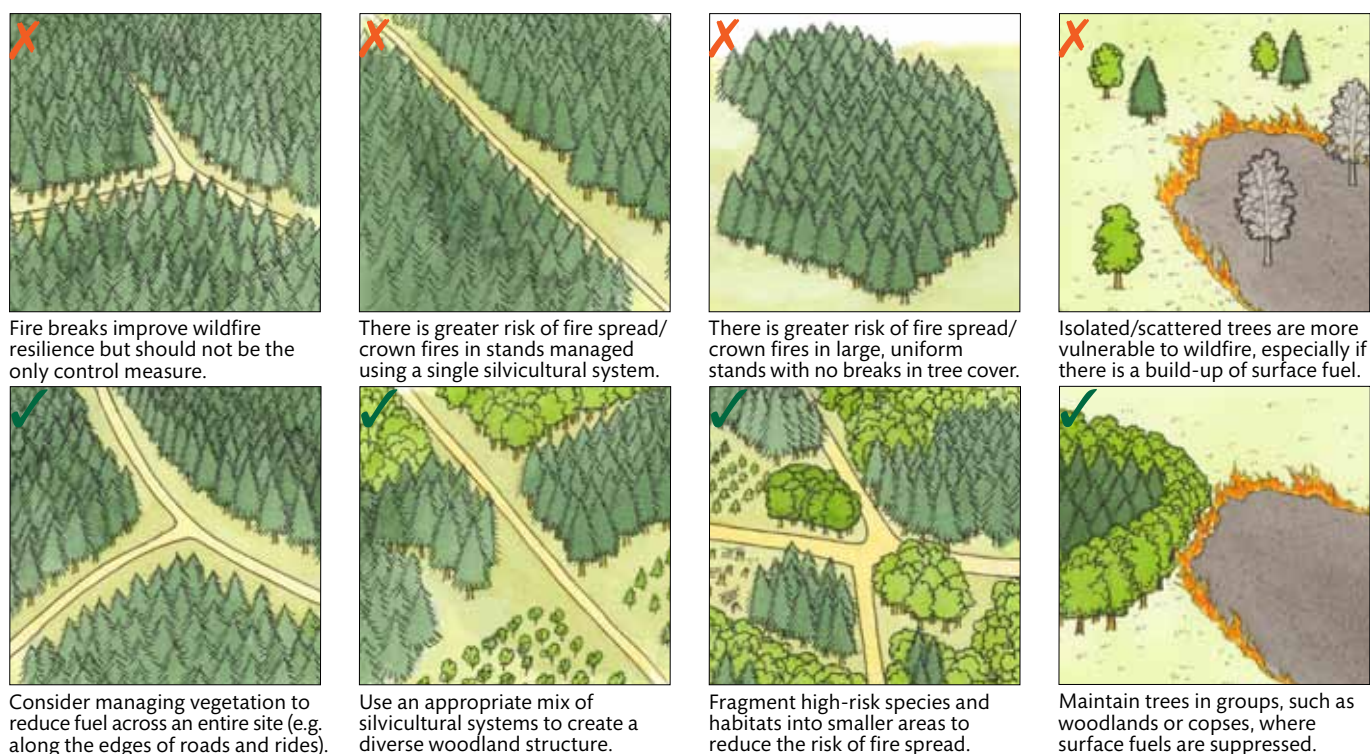 Fire breaks improve wildfire
resilience but should not be the
only control measure.
There is greater risk of fire spread/
crown fires in stands managed
using a single silvicultural system.
There is greater risk of fire spread/
crown fires in large, uniform
stands with no breaks in tree cover.
Isolated/scattered trees are more
vulnerable to wildfire, especially if
there is a build-up of surface fuel.
Consider managing vegetation to
reduce fuel across an entire site (e.g.
along the edges of roads and rides).
Use an appropriate mix of
silvicultural systems to create a
diverse woodland structure.
Fragment high-risk species and
habitats into smaller areas to
reduce the risk of fire spread.
Maintain trees in groups, such as
woodlands or copses, where
surface fuels are suppressed.